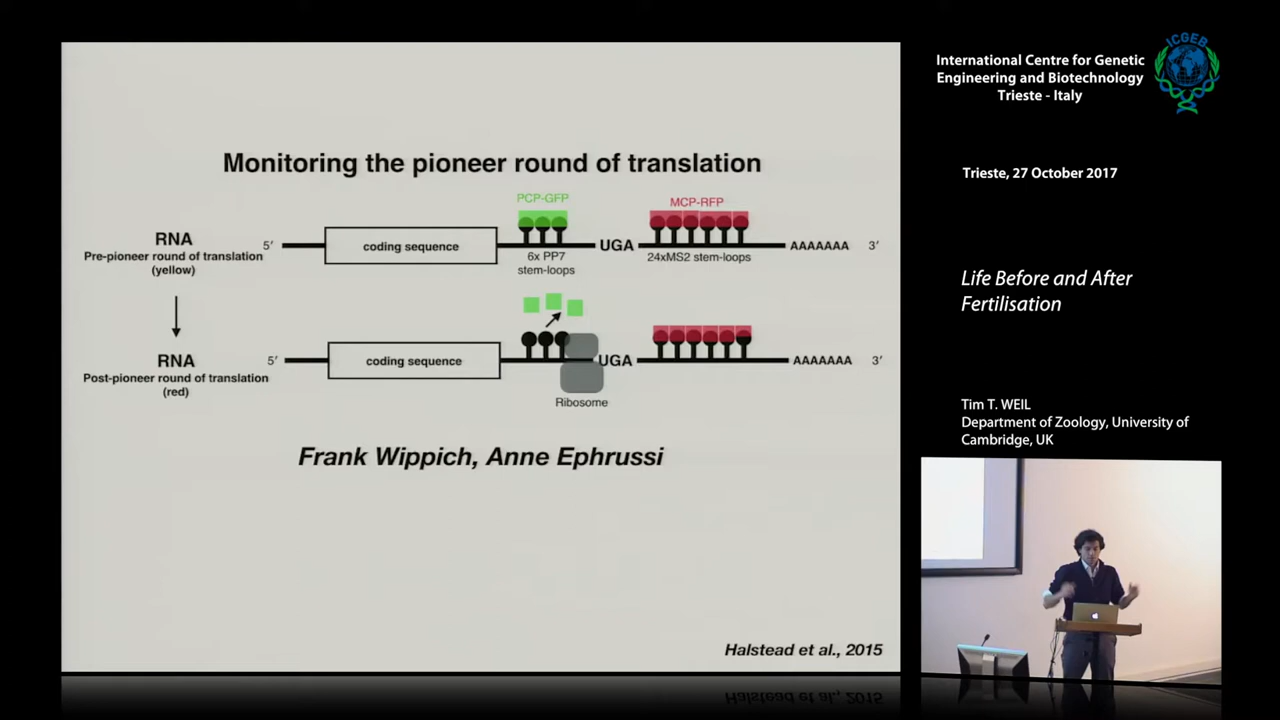 Monitoring the pioneer round of translation
PCP-GFP
MCP-RFP
RNA
Pre-pioneer round of translation
(yellow)
5′
coding sequence
UGA
AAAAAAA
3′
6x PP7
stem-loops
24xMS2 stem-loops
RNA
Post-pioneer round of translation
(red)
5′
coding sequence
UGA
AAAAAAA
3′
Ribosome
Frank Wippich, Anne Ephrussi
Halstead et al., 2015
International Centre for Genetic
Engineering and Biotechnology
Trieste - Italy
ICGEB
Trieste, 27 October 2017
Life Before and After
Fertilisation
Tim T. WEIL
Department of Zoology, University of
Cambridge, UK